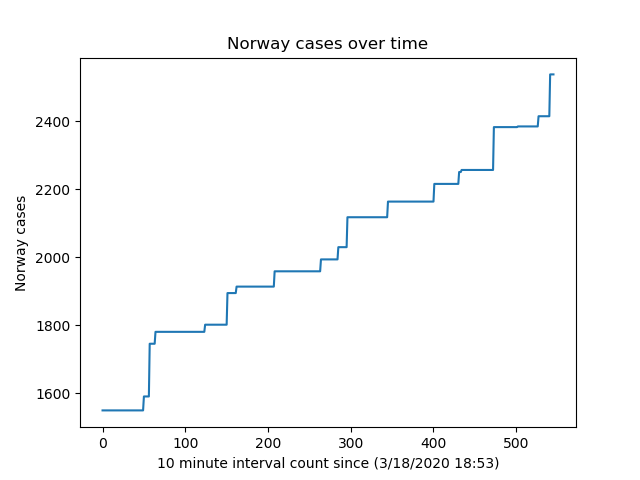 Norway cases over time
2400
2200
2000
1800
1600
Norway cases
0 100 200 300 400 500
10 minute interval count since (3/18/2020 18:53)